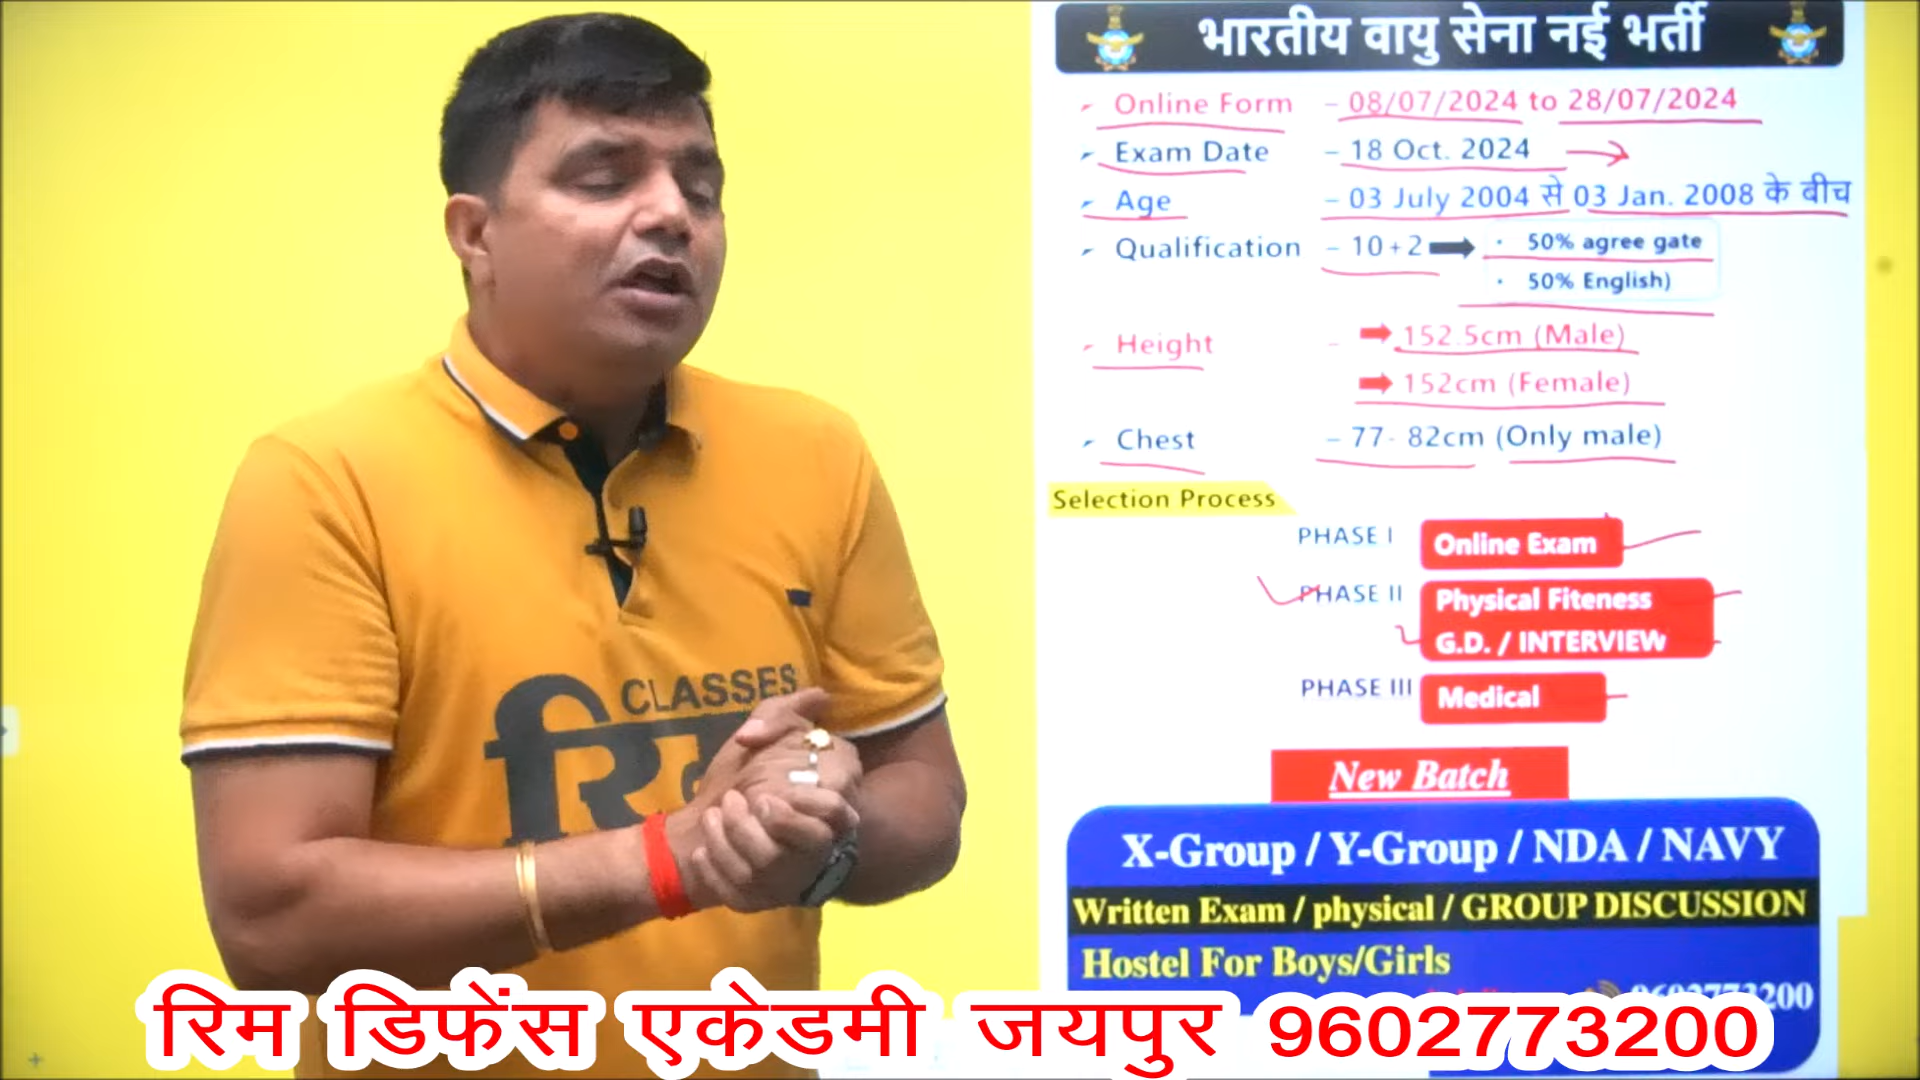 भारतीय वायु सेना नई भर्ती
Online Form – 08/07/2024 to 28/07/2024
Exam Date – 18 Oct. 2024
Age – 03 July 2004 से 03 Jan. 2008 के बीच
Qualification – 10+2
• 50% agree gate
• 50% English)
Height – 152.5cm (Male)
152cm (Female)
Chest – 77- 82cm (Only male)
Selection Process
PHASE I Online Exam
PHASE II Physical Fiteness
G.D. / INTERVIEW
PHASE III Medical
New Batch
X-Group / Y-Group / NDA / NAVY
Written Exam / physical / GROUP DISCUSSION
Hostel For Boys/Girls
9602773200
CLASSES
रिम डिफेंस एकेडमी जयपुर 9602773200